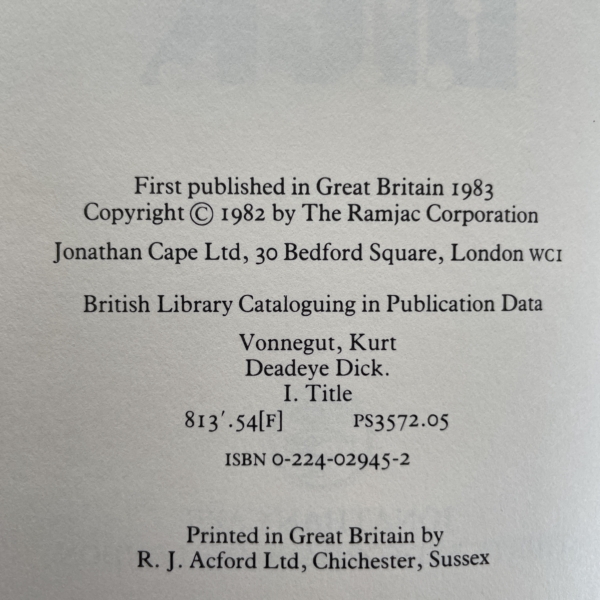 First published in Great Britain 1983
Copyright © 1982 by The Ramjac Corporation
Jonathan Cape Ltd, 30 Bedford Square, London WC1
British Library Cataloguing in Publication Data
Vonnegut, Kurt
Deadeye Dick.
I. Title
813'.54[F] PS3572.05
ISBN 0-224-02945-2
Printed in Great Britain by
R. J. Acford Ltd, Chichester, Sussex